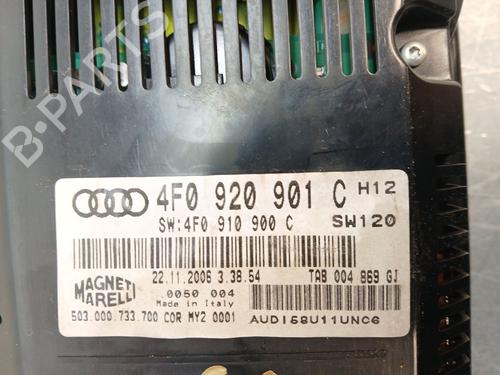 B-PARTS
4F0 920 901 C H12
SW:4F0 910 900 C SW120
22.11.2006 3.38.54 TAB 004 869 GJ
MAGNETI MARELLI
.0050 004
Made in Italy
503.000.733.700 COR MY2 0001
AUDI58U11UNC6